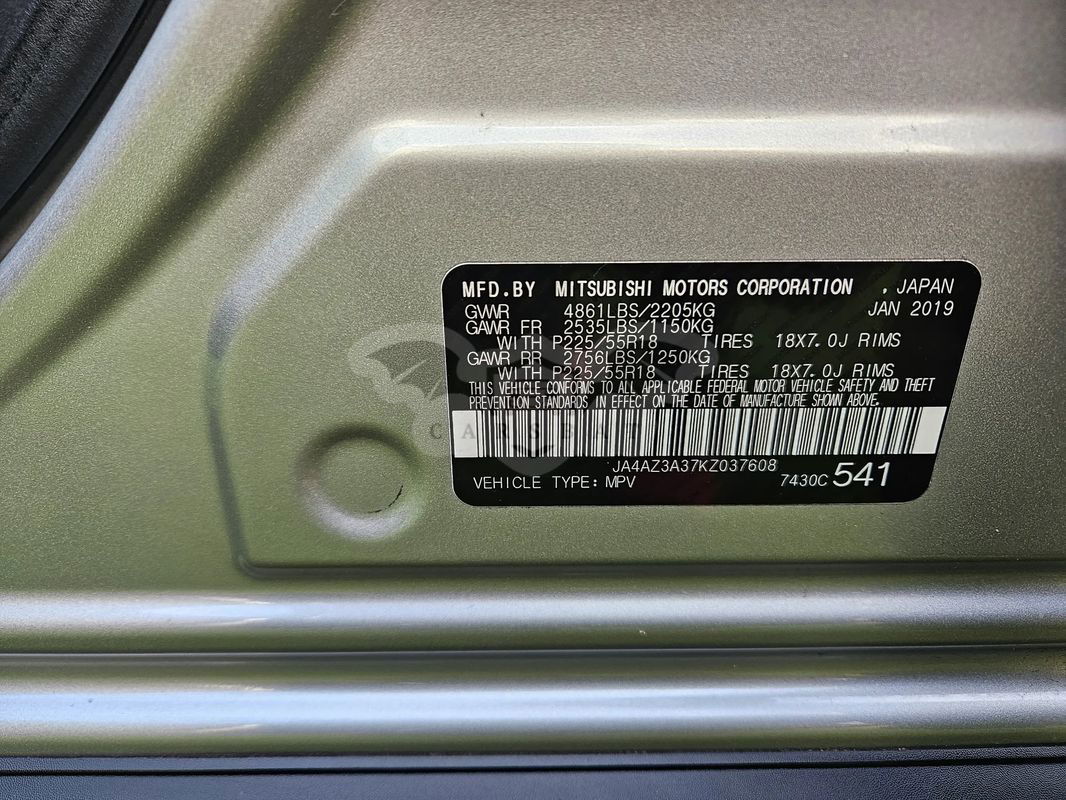 MFD.BY MITSUBISHI MOTORS CORPORATION , JAPAN
GVWR 4861LBS/2205KG JAN 2019
GAWR FR 2535LBS/1150KG
WITH P225/55R18 TIRES 18X7.0J RIMS
GAWR RR 2756LBS/1250KG
WITH P225/55R18 TIRES 18X7.0J RIMS
THIS VEHICLE CONFORMS TO ALL APPLICABLE FEDERAL MOTOR VEHICLE SAFETY AND THEFT
PREVENTION STANDARDS IN EFFECT ON THE DATE OF MANUFACTURE SHOWN ABOVE.
CARSBAT
JA4AZ3A37KZ037608
VEHICLE TYPE: MPV 7430C 541